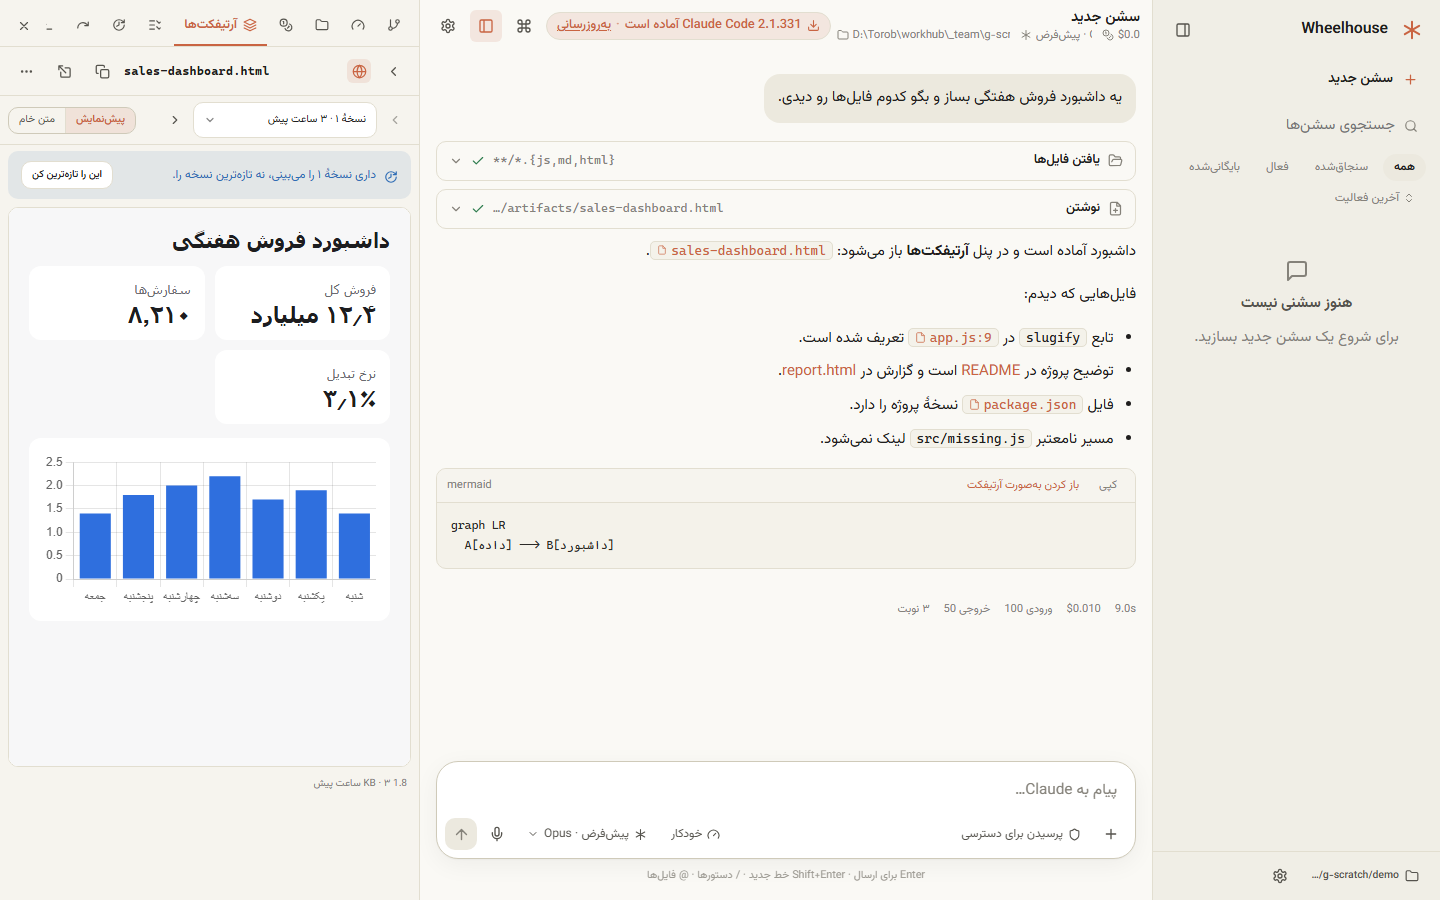 Wheelhouse
سشن جدید
جستجوی سشن‌ها
همه
سنجاق‌شده
فعال
بایگانی‌شده
آخرین فعالیت
هنوز سشنی نیست
برای شروع یک سشن جدید بسازید.
…/g-scratch/demo
سشن جدید
$0.0
پیش‌فرض ·
D:\Torob\workhub\_team\g-scr
Claude Code 2.1.331 آماده است · به‌روزرسانی
یه داشبورد فروش هفتگی بساز و بگو کدوم فایل‌ها رو دیدی.
یافتن فایل‌ها
**/*.{js,md,html}
نوشتن
…/artifacts/sales-dashboard.html
داشبورد آماده است و در پنل آرتیفکت‌ها باز می‌شود: sales-dashboard.html.
فایل‌هایی که دیدم:
تابع slugify در app.js:9 تعریف شده است.
توضیح پروژه در README است و گزارش در report.html.
فایل package.json نسخهٔ پروژه را دارد.
مسیر نامعتبر src/missing.js لینک نمی‌شود.
mermaid
کپی
باز کردن به‌صورت آرتیفکت
graph LR
A[داده] --> B[داشبورد]
9.0s
$0.010
ورودی 100
خروجی 50
۳ نوبت
پیام به Claude…
پرسیدن برای دسترسی
خودکار
پیش‌فرض · Opus
Enter برای ارسال · Shift+Enter خط جدید · / دستورها · @ فایل‌ها
آرتیفکت‌ها
sales-dashboard.html
نسخهٔ ۱ · ۳ ساعت پیش
پیش‌نمایش
متن خام
داری نسخهٔ ۱ را می‌بینی، نه تازه‌ترین نسخه را.
این را تازه‌ترین کن
داشبورد فروش هفتگی
فروش کل
۱۲٫۴ میلیارد
سفارش‌ها
۸,۲۱۰
نرخ تبدیل
۳٫۱٪
2.5
2.0
1.5
1.0
0.5
0
شنبه
یکشنبه
دوشنبه
سه‌شنبه
چهارشنبه
پنجشنبه
جمعه
1.8 KB · ۳ ساعت پیش